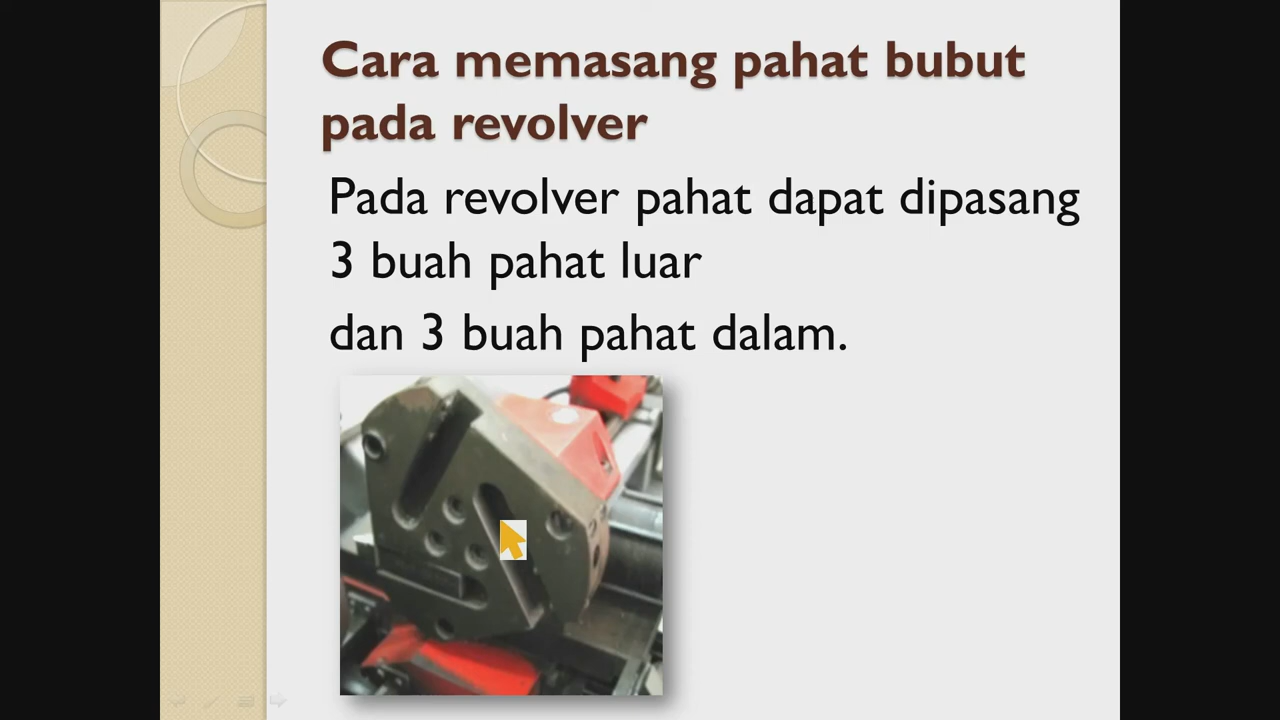 Cara memasang pahat bubut
pada revolver
Pada revolver pahat dapat dipasang
3 buah pahat luar
dan 3 buah pahat dalam.